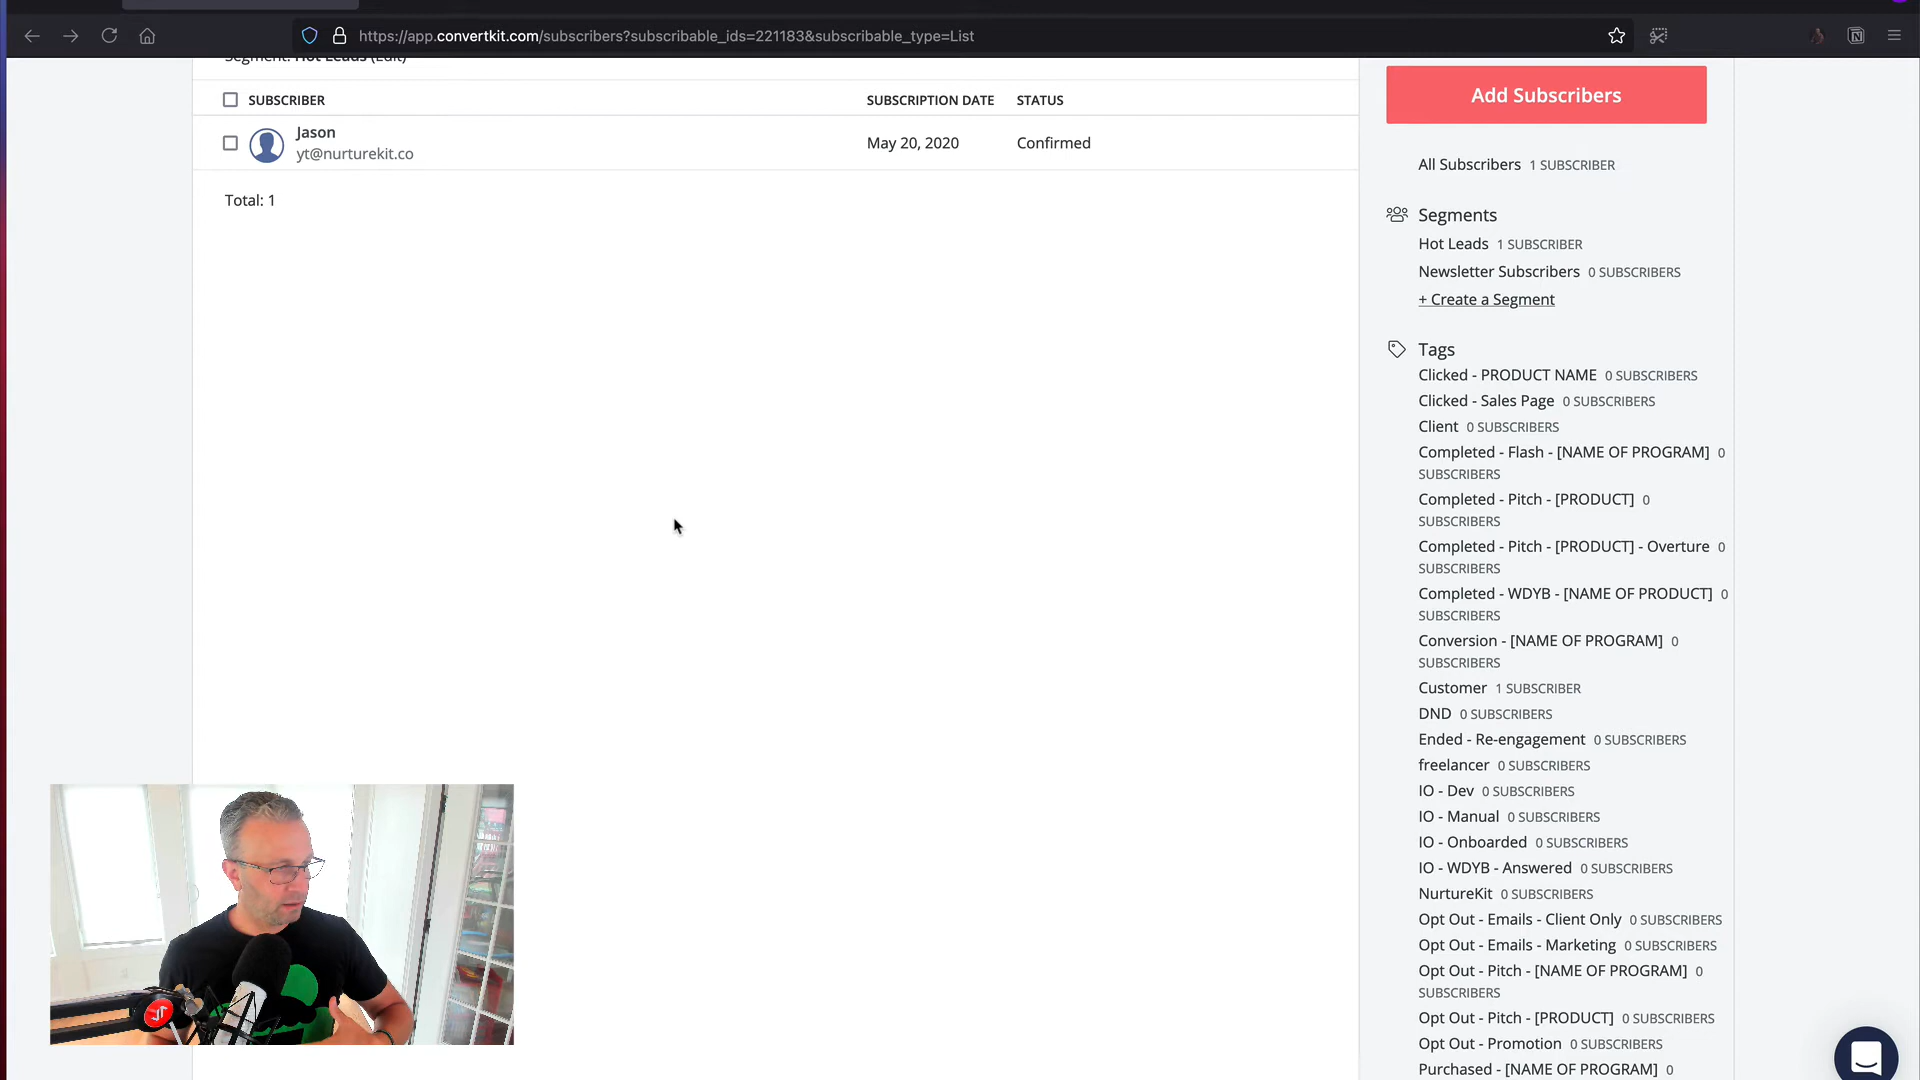 https://app.convertkit.com/subscribers?subscribable_ids=221183&subscribable_type=List
Segment: Hot Leads (Edit)
SUBSCRIBER SUBSCRIPTION DATE STATUS
Jason
yt@nurturekit.co
May 20, 2020 Confirmed
Total: 1
Add Subscribers
All Subscribers 1 SUBSCRIBER
Segments
Hot Leads 1 SUBSCRIBER
Newsletter Subscribers 0 SUBSCRIBERS
+ Create a Segment
Tags
Clicked - PRODUCT NAME 0 SUBSCRIBERS
Clicked - Sales Page 0 SUBSCRIBERS
Client 0 SUBSCRIBERS
Completed - Flash - [NAME OF PROGRAM] 0
SUBSCRIBERS
Completed - Pitch - [PRODUCT] 0
SUBSCRIBERS
Completed - Pitch - [PRODUCT] - Overture 0
SUBSCRIBERS
Completed - WDYB - [NAME OF PRODUCT] 0
SUBSCRIBERS
Conversion - [NAME OF PROGRAM] 0
SUBSCRIBERS
Customer 1 SUBSCRIBER
DND 0 SUBSCRIBERS
Ended - Re-engagement 0 SUBSCRIBERS
freelancer 0 SUBSCRIBERS
IO - Dev 0 SUBSCRIBERS
IO - Manual 0 SUBSCRIBERS
IO - Onboarded 0 SUBSCRIBERS
IO - WDYB - Answered 0 SUBSCRIBERS
NurtureKit 0 SUBSCRIBERS
Opt Out - Emails - Client Only 0 SUBSCRIBERS
Opt Out - Emails - Marketing 0 SUBSCRIBERS
Opt Out - Pitch - [NAME OF PROGRAM] 0
SUBSCRIBERS
Opt Out - Pitch - [PRODUCT] 0 SUBSCRIBERS
Opt Out - Promotion 0 SUBSCRIBERS
Purchased - [NAME OF PROGRAM] 0